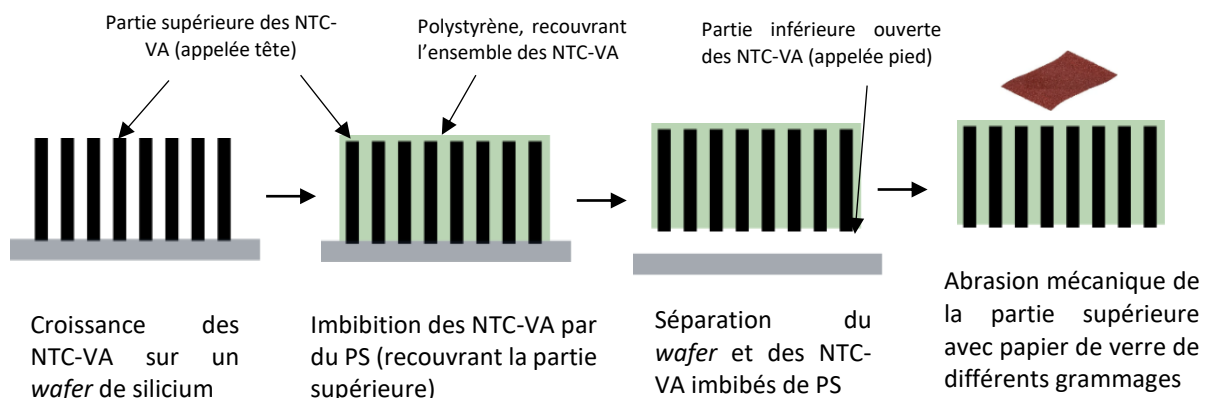 Partie supérieure des NTC-
VA (appelée tête)
Polystyrène, recouvrant
l'ensemble des NTC-VA
Partie inférieure ouverte
des NTC-VA (appelée pied)
Croissance des
NTC-VA sur un
wafer de silicium
Imbibition des NTC-VA par
du PS (recouvrant la partie
supérieure)
Séparation du
wafer et des NTC-
VA imbibés de PS
Abrasion mécanique de
la partie supérieure
avec papier de verre de
différents grammages